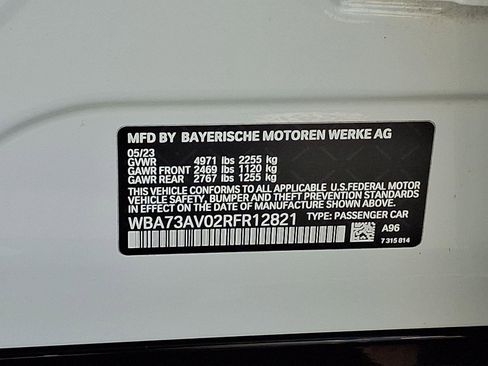 MFD BY BAYERISCHE MOTOREN WERKE AG
05/23
GVWR 4971 lbs 2255 kg
GAWR FRONT 2469 lbs 1120 kg
GAWR REAR 2767 lbs 1255 kg
THIS VEHICLE CONFORMS TO ALL APPLICABLE U.S.FEDERAL MOTOR
VEHICLE SAFETY, BUMPER, AND THEFT PREVENTION STANDARDS
IN EFFECT ON THE DATE OF MANUFACTURE SHOWN ABOVE.
WBA73AV02RFR12821 TYPE: PASSENGER CAR
A96
7 315 814